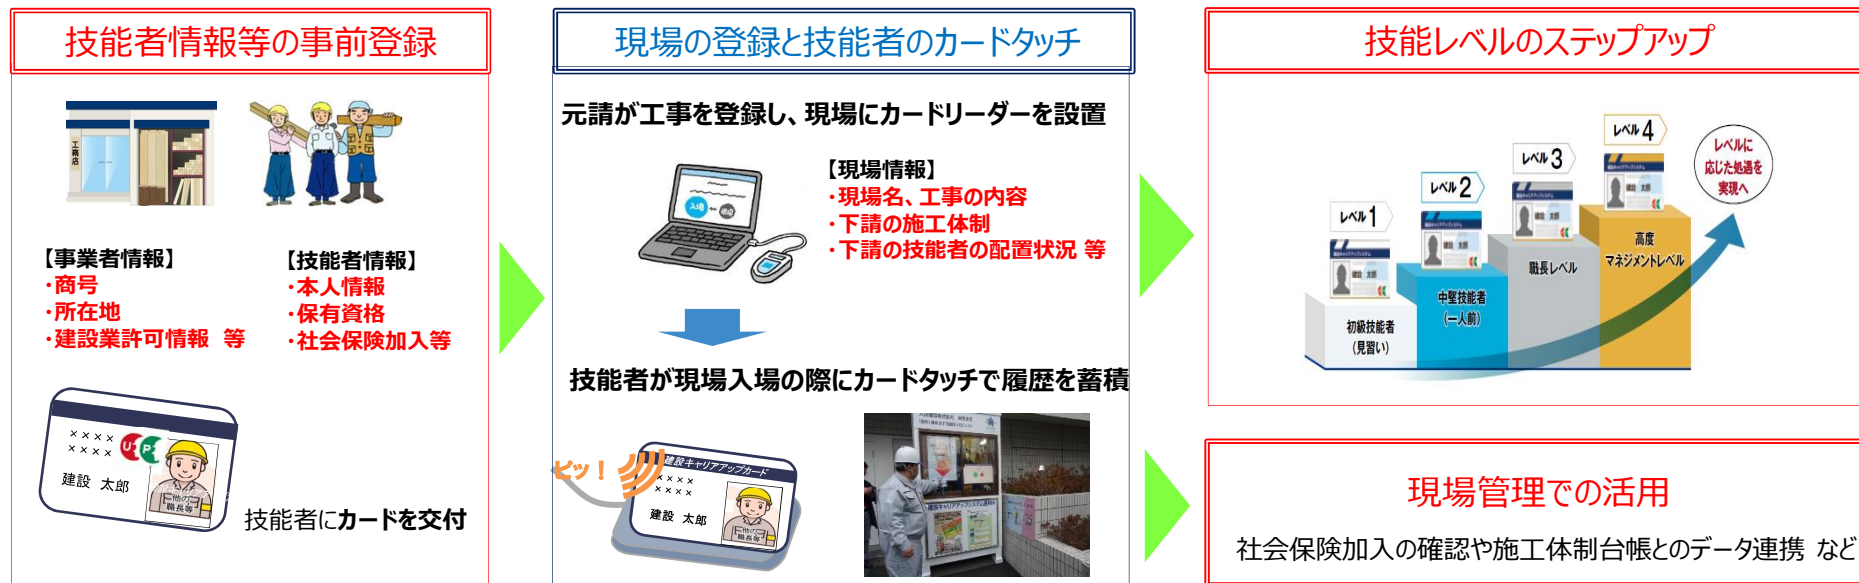 技能者情報等の事前登録
工務店
【事業者情報】
・商号
・所在地
・建設業許可情報 等
【技能者情報】
・本人情報
・保有資格
・社会保険加入等
××××
××××
建設 太郎
他の
職長等
技能者にカードを交付
現場の登録と技能者のカードタッチ
元請が工事を登録し、現場にカードリーダーを設置
入場
【現場情報】
・現場名、工事の内容
・下請の施工体制
・下請の技能者の配置状況 等
技能者が現場入場の際にカードタッチで履歴を蓄積
ピッ！
建設キャリアアップカード
××××
××××
建設 太郎
他の
職長等
技能レベルのステップアップ
レベル1
初級技能者
(見習い)
レベル2
中堅技能者
(一人前)
レベル3
職長レベル
レベル4
高度
マネジメントレベル
レベルに
応じた処遇を
実現へ
現場管理での活用
社会保険加入の確認や施工体制台帳とのデータ連携 など